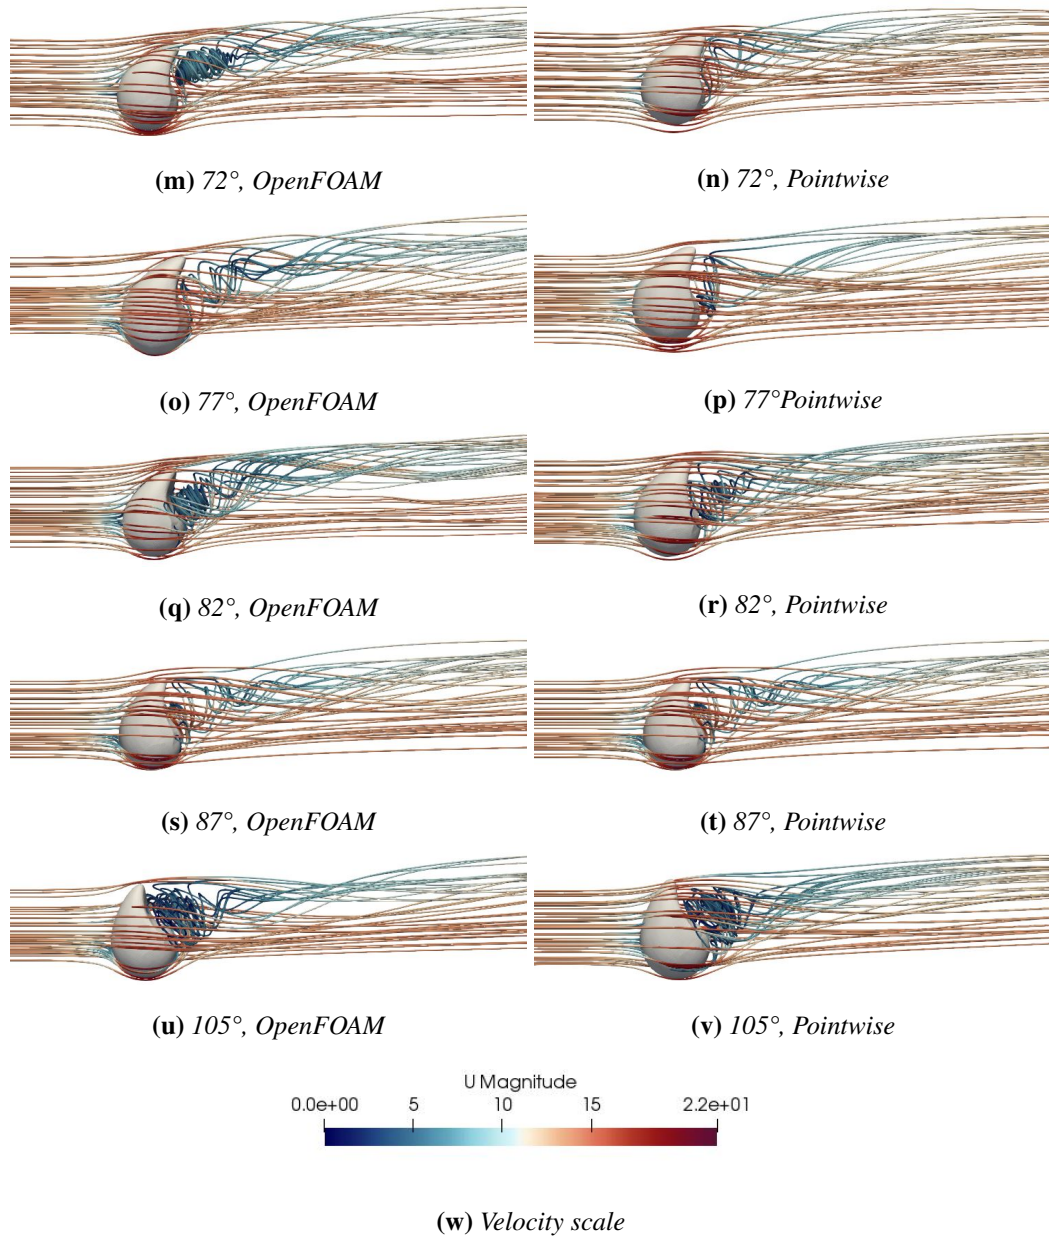 (m) 72°, OpenFOAM
(n) 72°, Pointwise
(o) 77°, OpenFOAM
(p) 77°Pointwise
(q) 82°, OpenFOAM
(r) 82°, Pointwise
(s) 87°, OpenFOAM
(t) 87°, Pointwise
(u) 105°, OpenFOAM
(v) 105°, Pointwise
U Magnitude
0.0e+00 5 10 15 2.2e+01
(w) Velocity scale